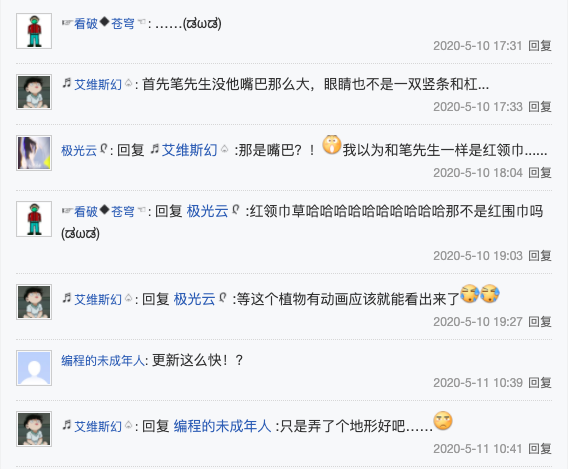 ☞看破◆苍穹☜: ……(ಡωಡ)
2020-5-10 17:31 回复
♬艾维斯幻♤: 首先笔先生没他嘴巴那么大，眼睛也不是一双竖条和杠...
2020-5-10 17:33 回复
极光云: 回复 ♬艾维斯幻♤ :那是嘴巴？！我以为和笔先生一样是红领巾......
2020-5-10 18:04 回复
☞看破◆苍穹☜: 回复 极光云 :红领巾草哈哈哈哈哈哈哈哈哈哈那不是红围巾吗
(ಡωಡ)
2020-5-10 19:03 回复
♬艾维斯幻♤: 回复 极光云 :等这个植物有动画应该就能看出来了
2020-5-10 19:27 回复
编程的未成年人: 更新这么快！？
2020-5-11 10:39 回复
♬艾维斯幻♤: 回复 编程的未成年人 :只是弄了个地形好吧……
2020-5-11 10:41 回复